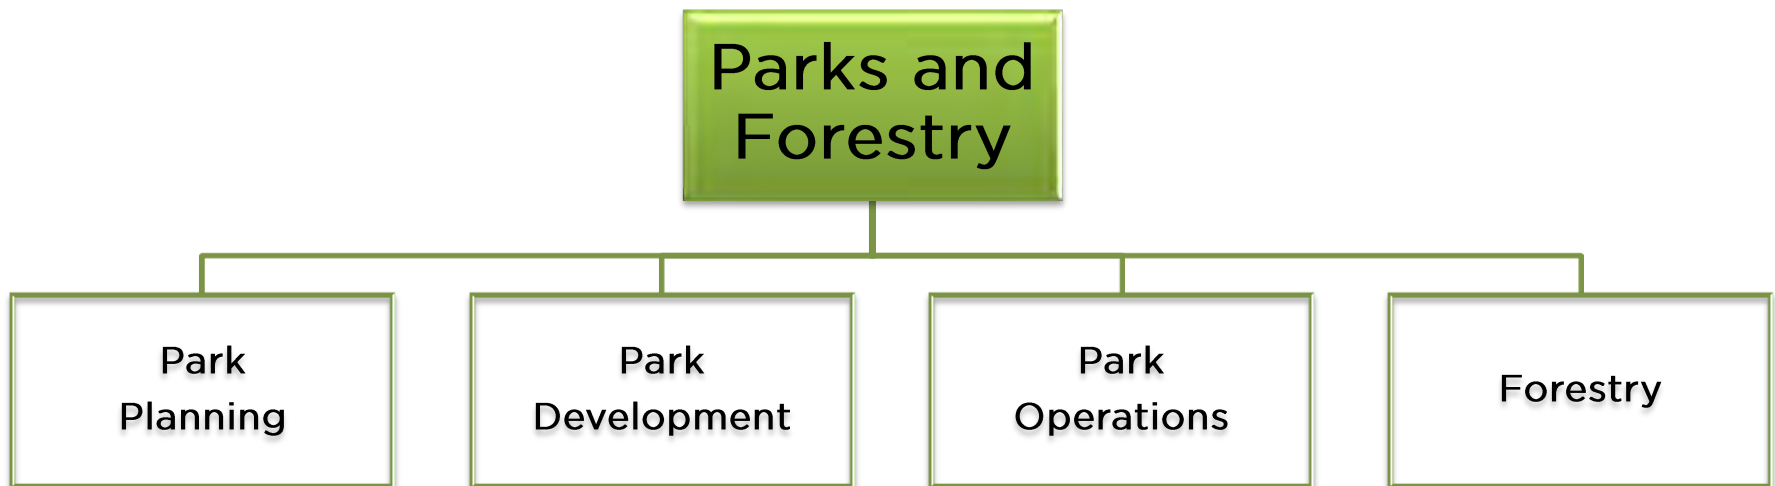 Parks and
Forestry
Park
Planning
Park
Development
Park
Operations
Forestry